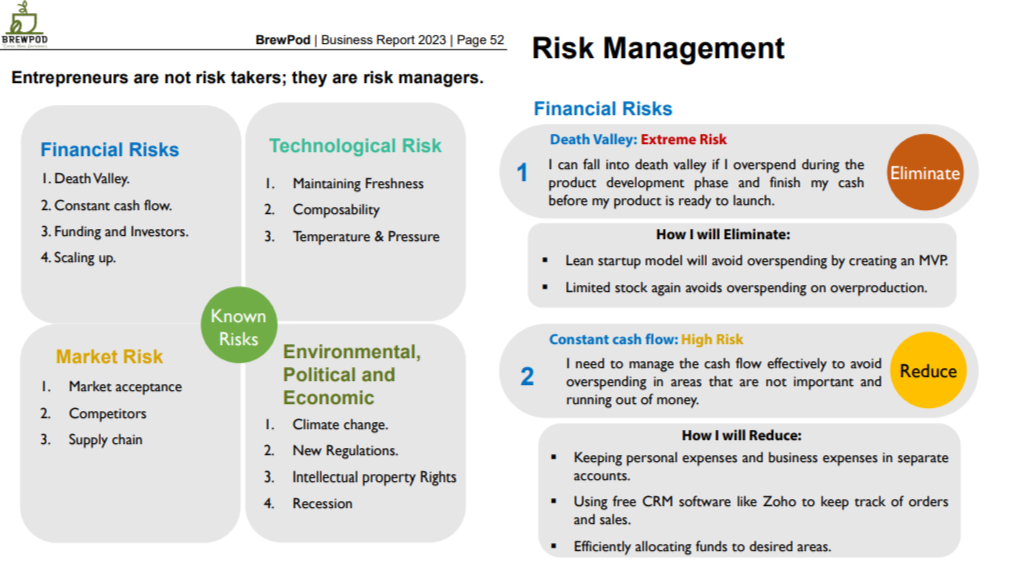 BREWPOD
BrewPod | Business Report 2023 | Page 52
Entrepreneurs are not risk takers; they are risk managers.
Financial Risks
1. Death Valley.
2. Constant cash flow.
3. Funding and Investors.
4. Scaling up.
Technological Risk
1. Maintaining Freshness
2. Composability
3. Temperature & Pressure
Known
Risks
Market Risk
1. Market acceptance
2. Competitors
3. Supply chain
Environmental,
Political and
Economic
1. Climate change.
2. New Regulations.
3. Intellectual property Rights
4. Recession
Risk Management
Financial Risks
Death Valley: Extreme Risk
1
I can fall into death valley if I overspend during the
product development phase and finish my cash
before my product is ready to launch.
Eliminate
How I will Eliminate:
▪ Lean startup model will avoid overspending by creating an MVP.
▪ Limited stock again avoids overspending on overproduction.
Constant cash flow: High Risk
2
I need to manage the cash flow effectively to avoid
overspending in areas that are not important and
running out of money.
Reduce
How I will Reduce:
▪ Keeping personal expenses and business expenses in separate
accounts.
▪ Using free CRM software like Zoho to keep track of orders
and sales.
▪ Efficiently allocating funds to desired areas.